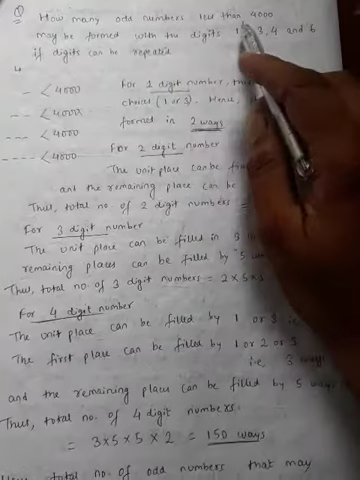 Q How many odd numbers less than 4000
may be formed with the digits 1 3, 4 and 6
if digits can be repeated
4
- < 4000 For 1 digit number,
-- < 4000 (1 or 3). Hence,
--- < 4000 formed in 2 ways
---- < 4000 For 2 digit number
The unit place can be
and the remaining place can be
Thus, total no. of 2 digit numbers =
For 3 digit number
The unit place can be filled in
remaining places can be filled by 5
Thus, total no. of 3 digit numbers = 2×5×5
For 4 digit number
The unit place can be filled by 1 or 3 i.e
The first place can be filled by 1 or 2 or 3
i.e, 3 ways
and the remaining places can be filled by 5 ways
Thus, total no. of 4 digit numbers.
= 3×5×5×2 = 150 ways
total no. of odd numbers that may